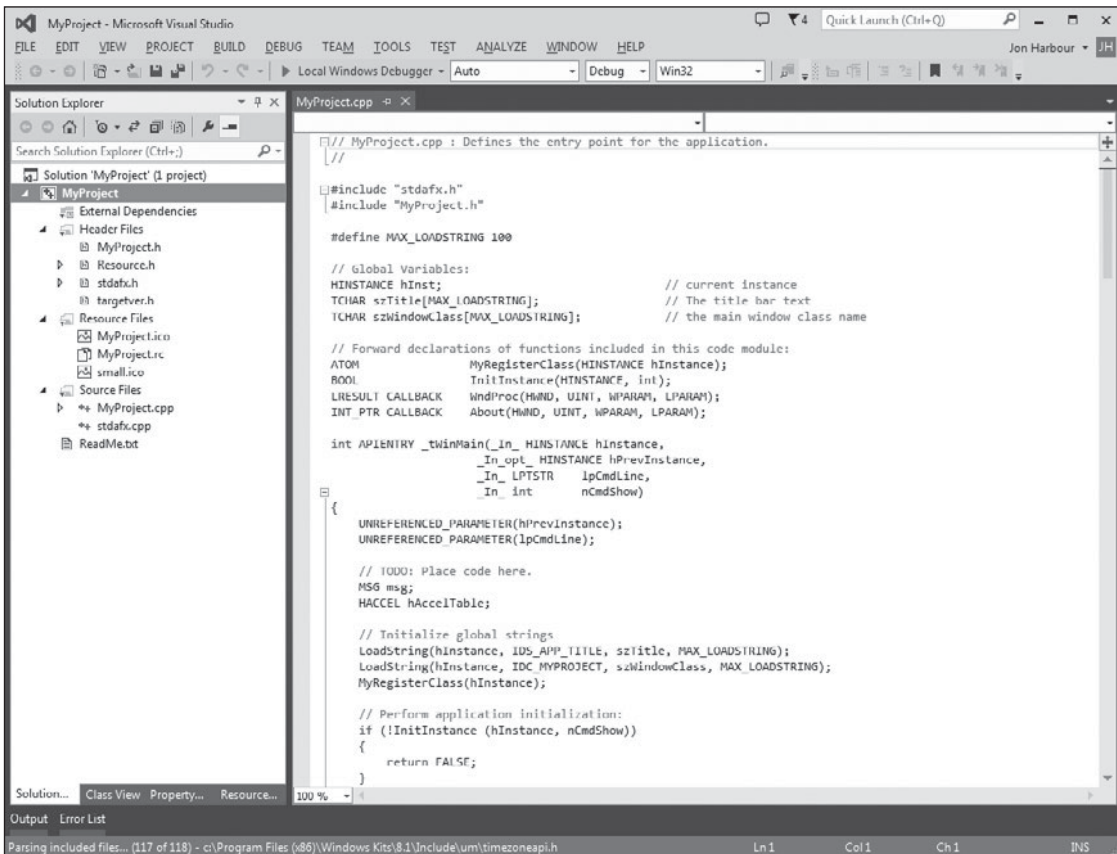 MyProject - Microsoft Visual Studio
4
Quick Launch (Ctrl+Q)
FILE EDIT VIEW PROJECT BUILD DEBUG TEAM TOOLS TEST ANALYZE WINDOW HELP
Jon Harbour JH
Local Windows Debugger Auto Debug Win32
Solution Explorer
Search Solution Explorer (Ctrl+;)
Solution 'MyProject' (1 project)
MyProject
External Dependencies
Header Files
MyProject.h
Resource.h
stdafx.h
targetver.h
Resource Files
MyProject.ico
MyProject.rc
small.ico
Source Files
MyProject.cpp
stdafx.cpp
ReadMe.txt
Solution... Class View Property... Resource...
MyProject.cpp
// MyProject.cpp : Defines the entry point for the application.
//
#include "stdafx.h"
#include "MyProject.h"
#define MAX_LOADSTRING 100
// Global Variables:
HINSTANCE hInst; // current instance
TCHAR szTitle[MAX_LOADSTRING]; // The title bar text
TCHAR szWindowClass[MAX_LOADSTRING]; // the main window class name
// Forward declarations of functions included in this code module:
ATOM MyRegisterClass(HINSTANCE hInstance);
BOOL InitInstance(HINSTANCE, int);
LRESULT CALLBACK WndProc(HWND, UINT, WPARAM, LPARAM);
INT_PTR CALLBACK About(HWND, UINT, WPARAM, LPARAM);
int APIENTRY _tWinMain(_In_ HINSTANCE hInstance,
_In_opt_ HINSTANCE hPrevInstance,
_In_ LPTSTR lpCmdLine,
_In_ int nCmdShow)
{
UNREFERENCED_PARAMETER(hPrevInstance);
UNREFERENCED_PARAMETER(lpCmdLine);
// TODO: Place code here.
MSG msg;
HACCEL hAccelTable;
// Initialize global strings
LoadString(hInstance, IDS_APP_TITLE, szTitle, MAX_LOADSTRING);
LoadString(hInstance, IDC_MYPROJECT, szWindowClass, MAX_LOADSTRING);
MyRegisterClass(hInstance);
// Perform application initialization:
if (!InitInstance (hInstance, nCmdShow))
{
return FALSE;
}
100 %
Output Error List
Parsing included files... (117 of 118) - c:\Program Files (x86)\Windows Kits\8.1\Include\um\timezoneapi.h Ln 1 Col 1 Ch 1 INS